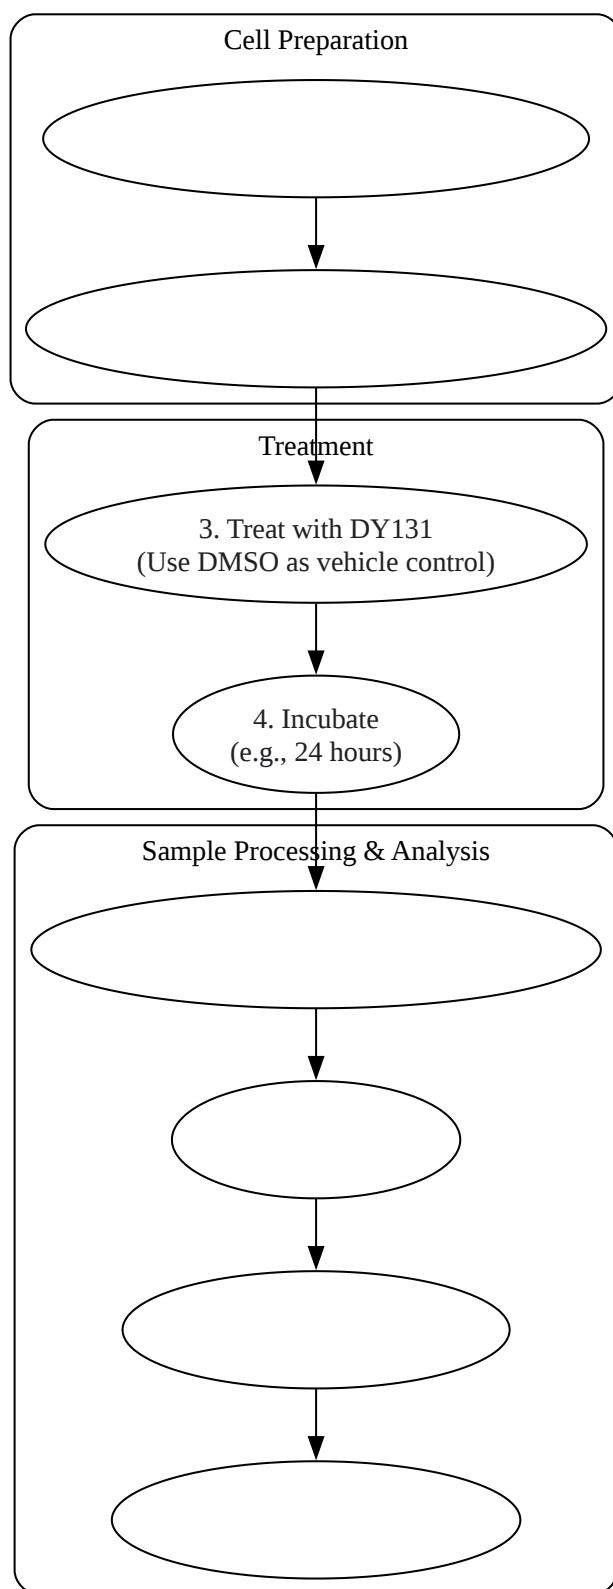 Cell Preparation
Treatment
3. Treat with DY131
(Use DMSO as vehicle control)
4. Incubate
(e.g., 24 hours)
Sample Processing & Analysis